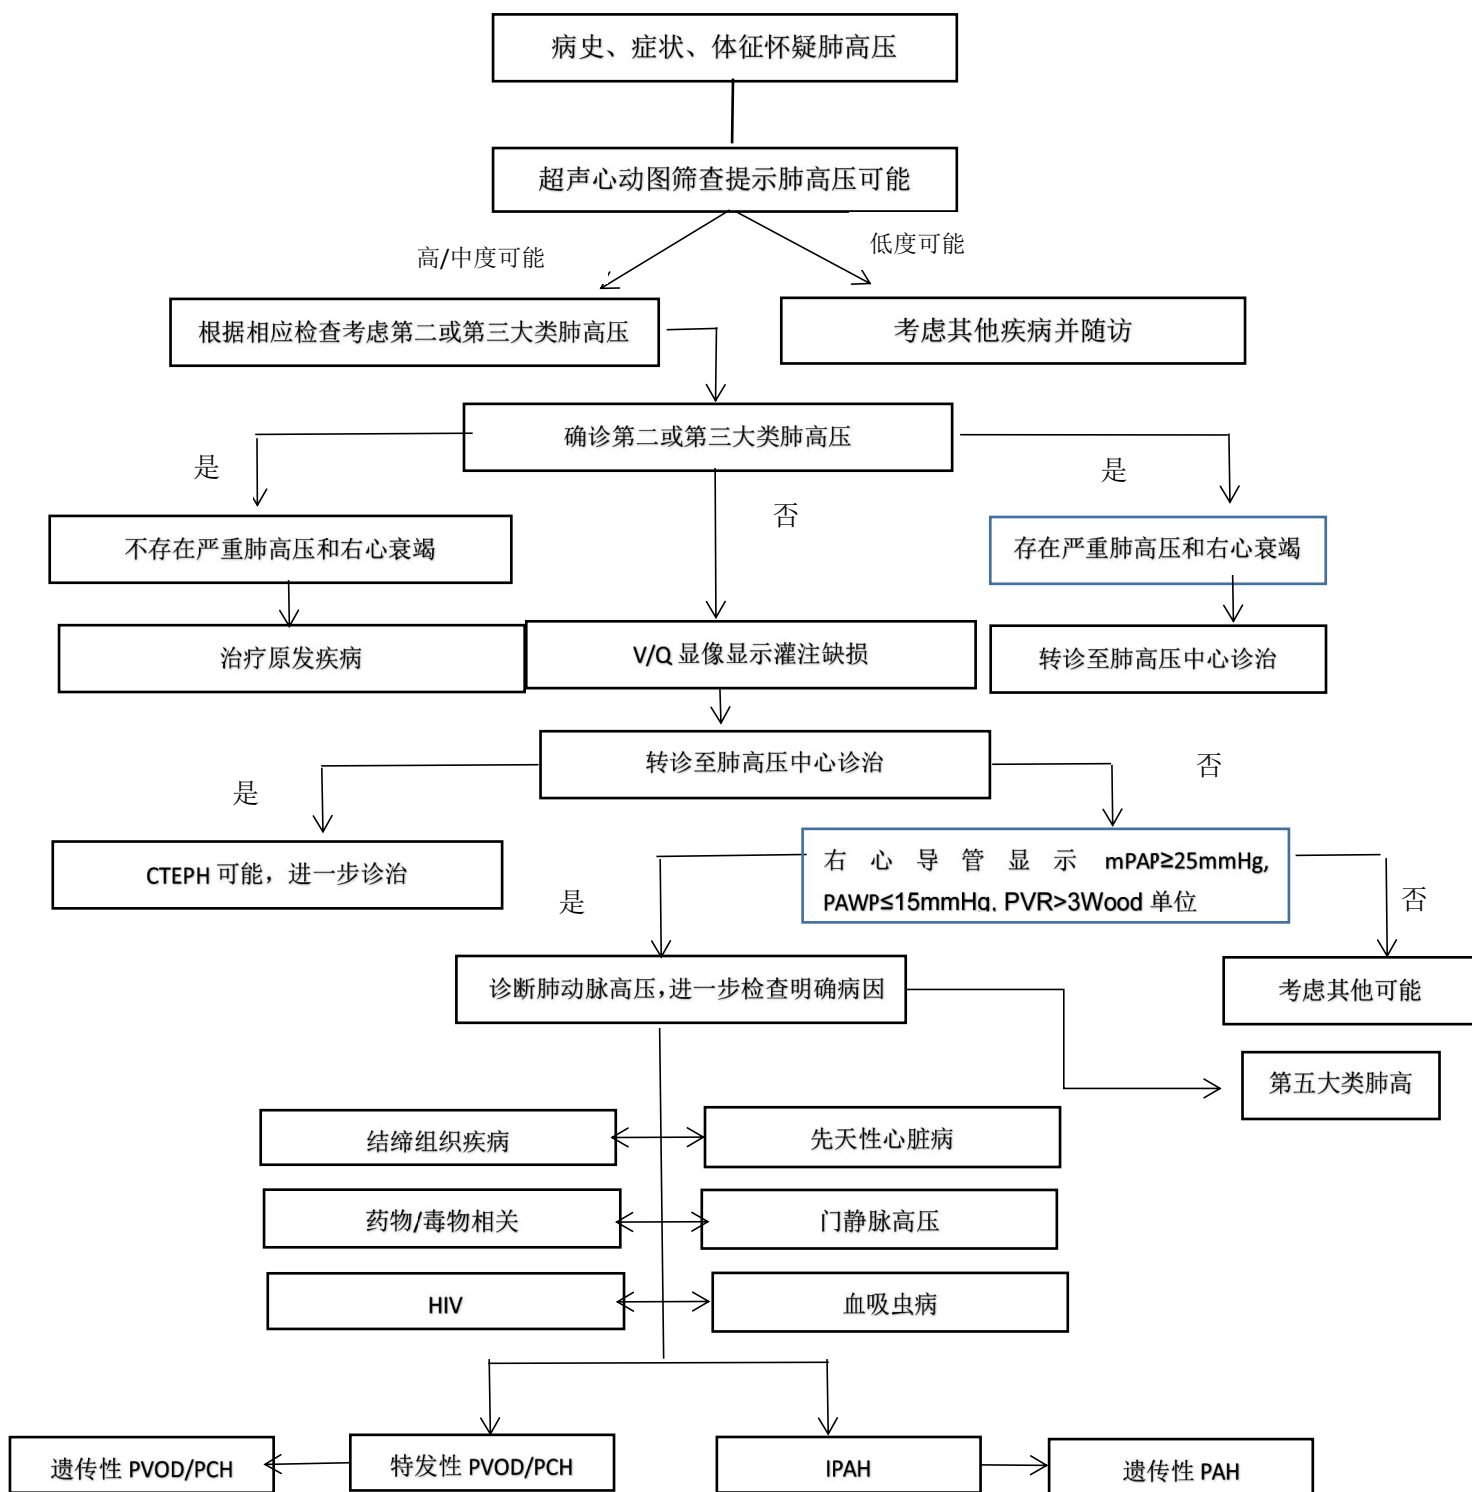 病史、症状、体征怀疑肺高压
超声心动图筛查提示肺高压可能
高/中度可能
低度可能
根据相应检查考虑第二或第三大类肺高压
考虑其他疾病并随访
确诊第二或第三大类肺高压
是
是
否
不存在严重肺高压和右心衰竭
存在严重肺高压和右心衰竭
治疗原发疾病
V/Q 显像显示灌注缺损
转诊至肺高压中心诊治
转诊至肺高压中心诊治
是
否
CTEPH 可能，进一步诊治
右心导管显示 mPAP≥25mmHg,
PAWP≤15mmHg, PVR>3Wood 单位
是
否
诊断肺动脉高压，进一步检查明确病因
考虑其他可能
第五大类肺高
结缔组织疾病
先天性心脏病
药物/毒物相关
门静脉高压
HIV
血吸虫病
遗传性 PVOD/PCH
特发性 PVOD/PCH
IPAH
遗传性 PAH